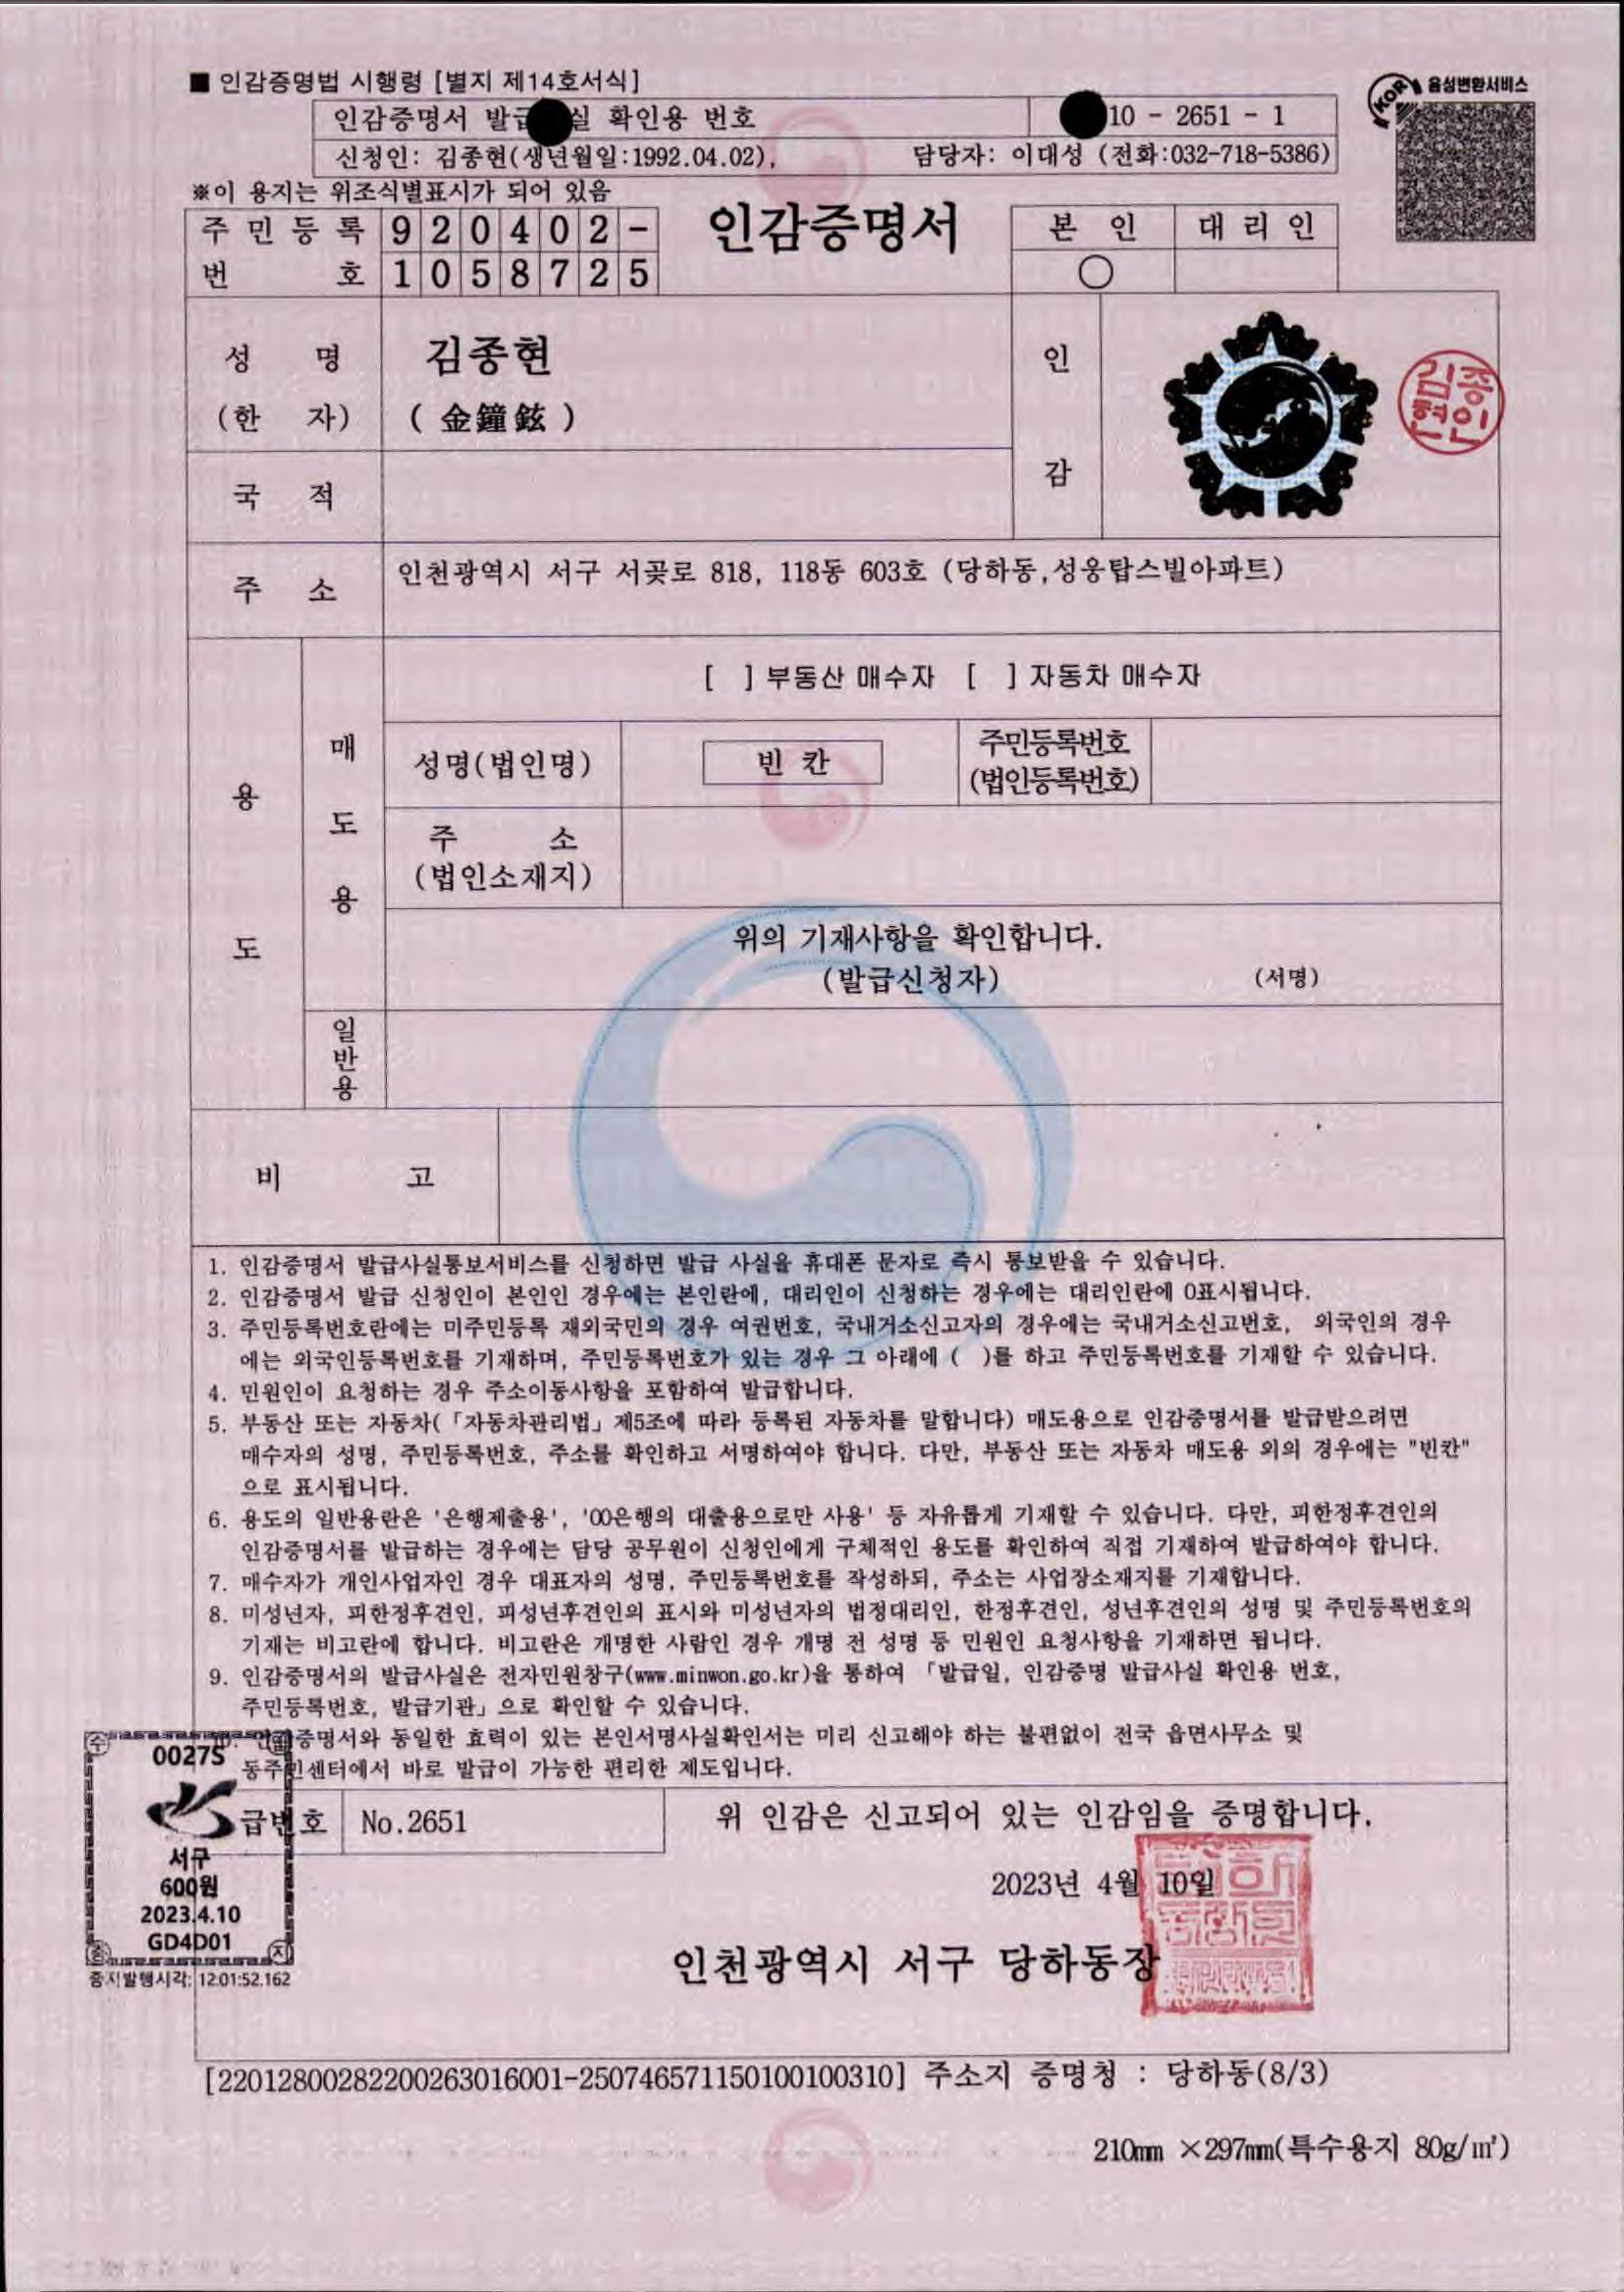 ■ 인감증명법 시행령 [별지 제14호서식]
음성변환서비스
KOR
인감증명서 발급 실 확인용 번호
10 - 2651 - 1
신청인: 김종현(생년월일:1992.04.02),
담당자: 이대성 (전화:032-718-5386)
※이 용지는 위조식별표시가 되어 있음
주민등록
번 호
920402-
1058725
인감증명서
본 인
대리인
○
성 명
(한 자)
김종현
(金鐘鉉)
인
감
김종
현인
국 적
주 소
인천광역시 서구 서곶로 818, 118동 603호 (당하동,성웅탑스빌아파트)
용
도
매
도
용
[ ]부동산 매수자 [ ]자동차 매수자
성명(법인명)
빈 칸
주민등록번호
(법인등록번호)
주 소
(법인소재지)
위의 기재사항을 확인합니다.
(발급신청자) (서명)
일
반
용
비 고
1. 인감증명서 발급사실통보서비스를 신청하면 발급 사실을 휴대폰 문자로 즉시 통보받을 수 있습니다.
2. 인감증명서 발급 신청인이 본인인 경우에는 본인란에, 대리인이 신청하는 경우에는 대리인란에 0표시됩니다.
3. 주민등록번호란에는 미주민등록 재외국민의 경우 여권번호, 국내거소신고자의 경우에는 국내거소신고번호, 외국인의 경우
에는 외국인등록번호를 기재하며, 주민등록번호가 있는 경우 그 아래에 ( )를 하고 주민등록번호를 기재할 수 있습니다.
4. 민원인이 요청하는 경우 주소이동사항을 포함하여 발급합니다.
5. 부동산 또는 자동차(「자동차관리법」제5조에 따라 등록된 자동차를 말합니다) 매도용으로 인감증명서를 발급받으려면
매수자의 성명, 주민등록번호, 주소를 확인하고 서명하여야 합니다. 다만, 부동산 또는 자동차 매도용 외의 경우에는 "빈칸"
으로 표시됩니다.
6. 용도의 일반용란은 '은행제출용', '00은행의 대출용으로만 사용' 등 자유롭게 기재할 수 있습니다. 다만, 피한정후견인의
인감증명서를 발급하는 경우에는 담당 공무원이 신청인에게 구체적인 용도를 확인하여 직접 기재하여 발급하여야 합니다.
7. 매수자가 개인사업자인 경우 대표자의 성명, 주민등록번호를 작성하되, 주소는 사업장소재지를 기재합니다.
8. 미성년자, 피한정후견인, 피성년후견인의 표시와 미성년자의 법정대리인, 한정후견인, 성년후견인의 성명 및 주민등록번호의
기재는 비고란에 합니다. 비고란은 개명한 사람인 경우 개명 전 성명 등 민원인 요청사항을 기재하면 됩니다.
9. 인감증명서의 발급사실은 전자민원창구(www.minwon.go.kr)을 통하여 「발급일, 인감증명 발급사실 확인용 번호,
주민등록번호, 발급기관」으로 확인할 수 있습니다.
인감증명서와 동일한 효력이 있는 본인서명사실확인서는 미리 신고해야 하는 불편없이 전국 읍면사무소 및
동주민센터에서 바로 발급이 가능한 편리한 제도입니다.
수 입
0027S
서구
600원
2023.4.10
GD4D01
증 지
증지발행시각: 12:01:52.162
급번호
No.2651
위 인감은 신고되어 있는 인감임을 증명합니다.
2023년 4월 10일
인천광역시 서구 당하동장
[22012800282200263016001-2507465711501001003​10] 주소지 증명청 : 당하동(8/3)
210mm ×297mm(특수용지 80g/㎡)